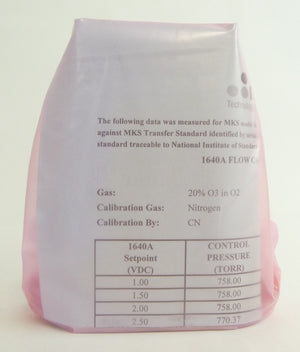 Technology
The following data was measured for MKS
against MKS Transfer Standard identified by
standard traceable to National Institute of Standard
1640A FLOW
Gas: 20% O3 in O2
Calibration Gas: Nitrogen
Calibration By: CN
1640A Setpoint (VDC) CONTROL PRESSURE (TORR)
1.00 758.00
1.50 758.00
2.00 758.00
2.50 770.37